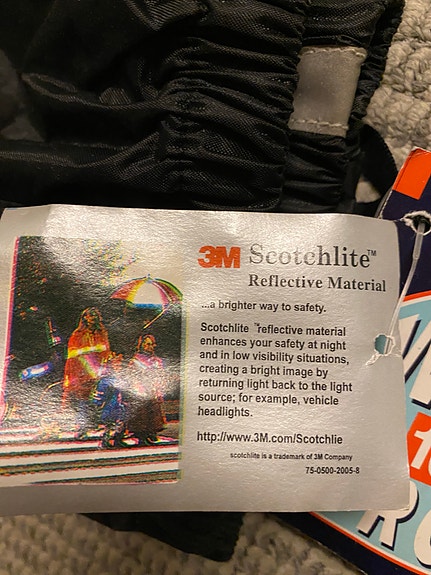 3M Scotchlite™
Reflective Material
...a brighter way to safety.
Scotchlite ™reflective material
enhances your safety at night
and in low visibility situations,
creating a bright image by
returning light back to the light
source; for example, vehicle
headlights.
http://www.3M.com/Scotchlie
scotchlite is a trademark of 3M Company
75-0500-2005-8